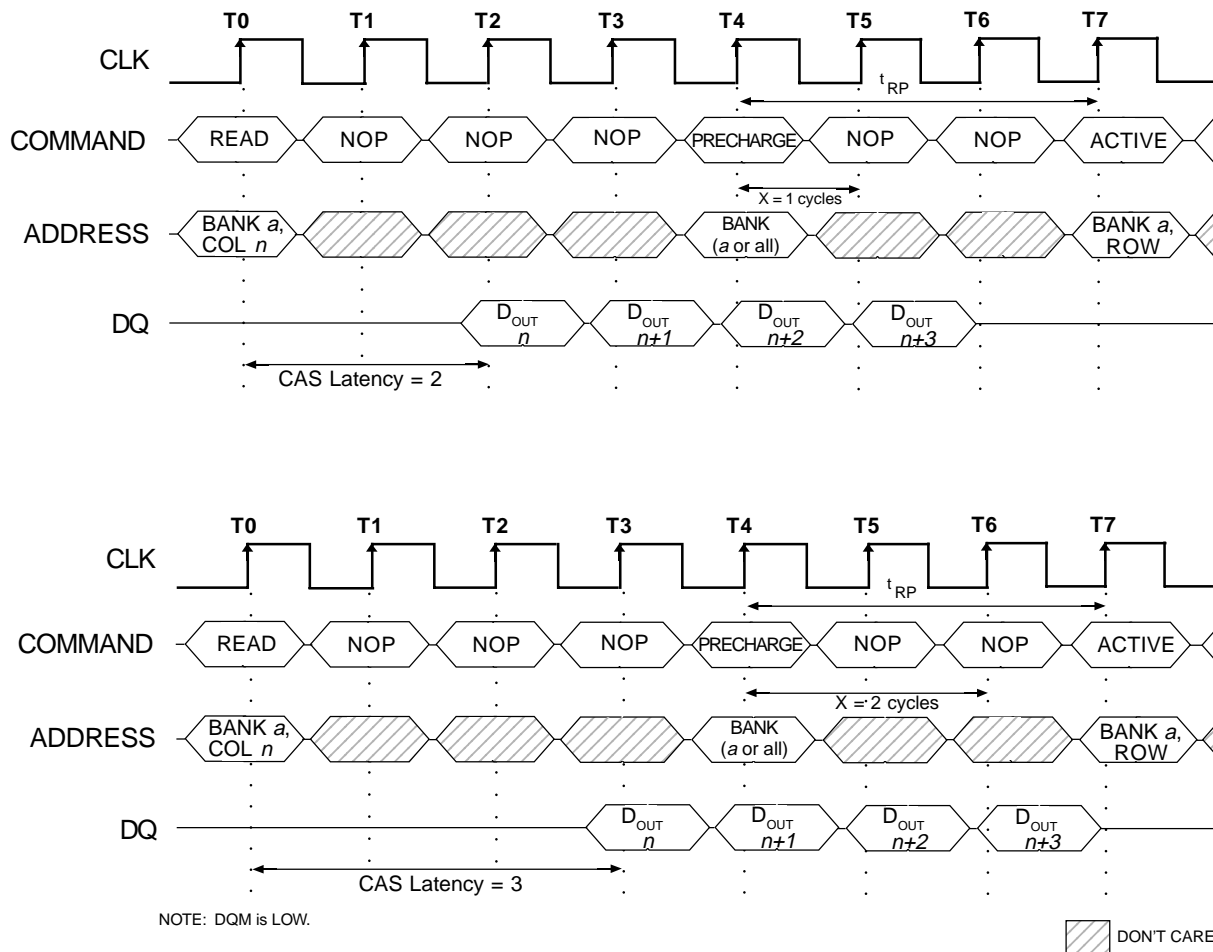 T0 T1 T2 T3 T4 T5 T6 T7
CLK
t RP
COMMAND READ NOP NOP NOP PRECHARGE NOP NOP ACTIVE
X = 1 cycles
ADDRESS BANK a, COL n BANK (a or all) BANK a, ROW
DQ DOUT n DOUT n+1 DOUT n+2 DOUT n+3
CAS Latency = 2
T0 T1 T2 T3 T4 T5 T6 T7
CLK
t RP
COMMAND READ NOP NOP NOP PRECHARGE NOP NOP ACTIVE
X = 2 cycles
ADDRESS BANK a, COL n BANK (a or all) BANK a, ROW
DQ DOUT n DOUT n+1 DOUT n+2 DOUT n+3
CAS Latency = 3
NOTE: DQM is LOW.
DON'T CARE